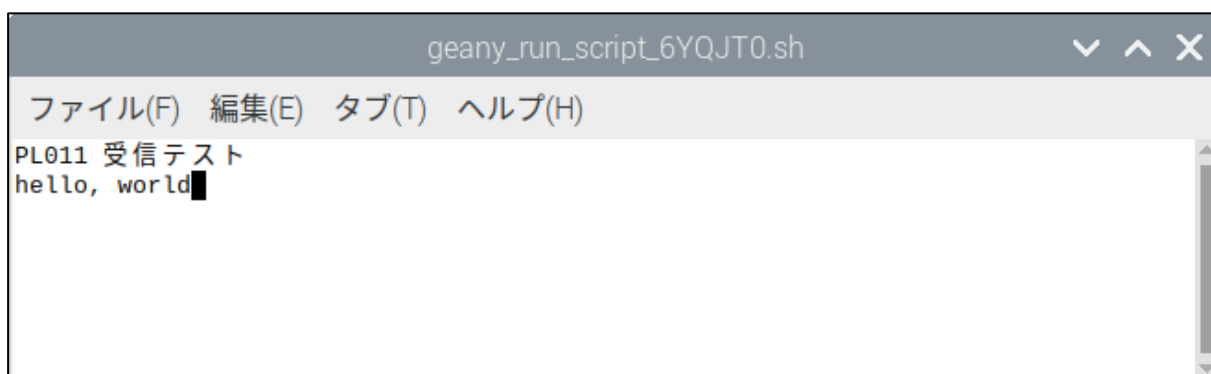 geany_run_script_6YQJT0.sh
ファイル(F) 編集(E) タブ(T) ヘルプ(H)
PL011 受信テスト
hello, world